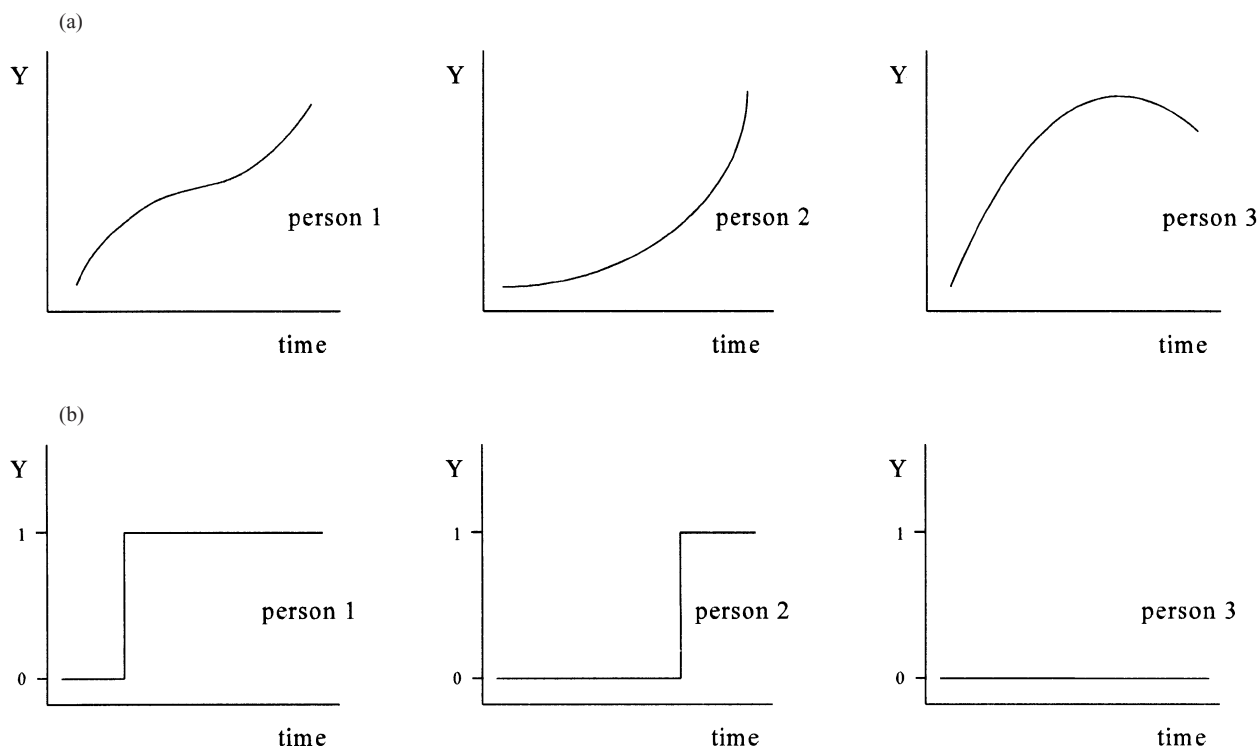 (a)
Y Y Y
person 1 person 2 person 3
time time time
(b)
Y Y Y
1 1 1
person 1 person 2 person 3
0 0 0
time time time